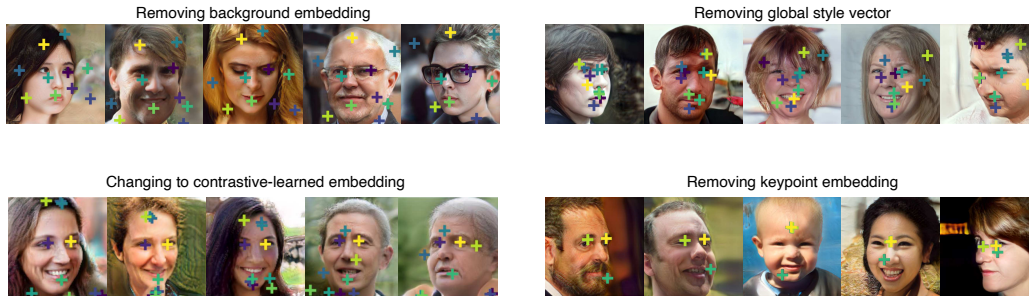 Removing background embedding
Removing global style vector
Changing to contrastive-learned embedding
Removing keypoint embedding